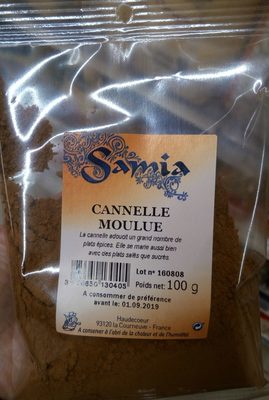 Samia
CANNELLE
MOULUE
La cannelle adoucit un grand nombre de
plats épicés. Elle se marie aussi bien
avec des plats salés que sucrés.
Lot n° 160808
130405
Poids net: 100 g
A consommer de préférence
avant le: 01.09.2019
Haudecoeur
93120 la Courneuve - France
A conserver à l'abri de la chaleur et de l'humidité